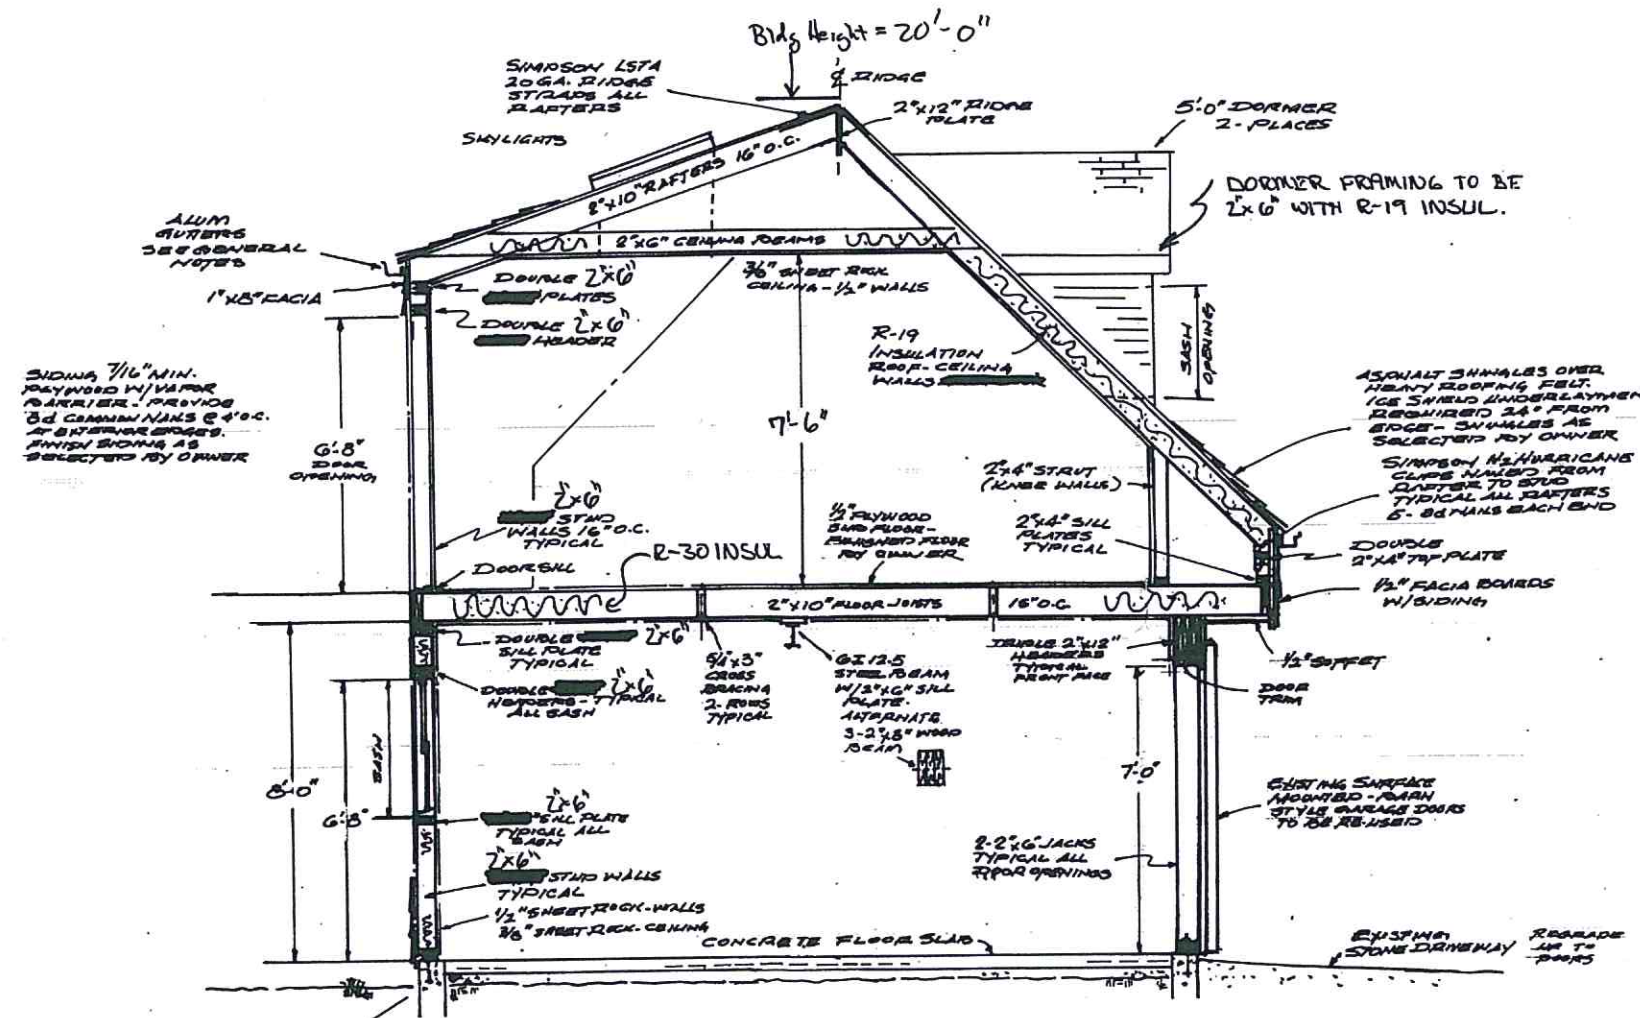 Bldg Height = 20'-0"
SIMPSON LSTA
20 GA. RIDGE
STRAPS ALL
RAFTERS
℄ RIDGE
2"x12" RIDGE
PLATE
5'-0" DORMER
2- PLACES
SKYLIGHTS
2"x10" RAFTERS 16" O.C.
DORMER FRAMING TO BE
2"x6" WITH R-19 INSUL.
ALUM
GUTERS
SEE GENERAL
NOTES
2"x6" CEILING BEAMS
3/8" SHEET ROCK
CEILING - 1/2" WALLS
1"x8" FACIA
DOUBLE 2"x6"
PLATES
DOUBLE 2"x6"
HEADER
R-19
INSULATION
ROOF - CEILING
WALLS
SASH
OPENING
SIDING 7/16" MIN.
PLYWOOD W/VAPOR
BARRIER - PROVIDE
8d COMMON NAILS @ 4" O.C.
AT EXTERIOR EDGES.
FINISH SIDING AS
SELECTED BY OWNER
ASPHALT SHINGLES OVER
HEAVY ROOFING FELT.
ICE SHIELD UNDERLAYMEN
REQUIRED 24" FROM
EDGE - SHINGLES AS
SELECTED BY OWNER
6'-8"
DOOR
OPENING
7'-6"
2"x4" STRUT
(KNEE WALLS)
SIMPSON H2 HURRICANE
CLIPS NAILED FROM
RAFTER TO STUD
TYPICAL ALL RAFTERS
5- 8d NAILS EACH END
2"x6"
STUD
WALLS 16" O.C.
TYPICAL
1/2" PLYWOOD
SUB FLOOR -
FINISHED FLOOR
BY OWNER
2"x4" SILL
PLATES
TYPICAL
R-30 INSUL
DOUBLE
2"x4" TOP PLATE
DOOR SILL
1/2" FACIA BOARDS
W/ SIDING
2"x10" FLOOR JOISTS
16" O.C.
DOUBLE 2"x6"
SILL PLATE
TYPICAL
DOUBLE 2"x6"
HEADERS - TYPICAL
ALL SASH
CROSS
BRACING
2- ROWS
TYPICAL
6I 12.5
STEEL BEAM
W/2"x6" SILL
PLATE.
ALTERNATE
3-2"x8" WOOD
BEAM
TRIPLE 2"x12"
HEADERS
TYPICAL
FRONT FACE
1/2" SOFFET
DOOR
TRIM
8'-0"
6'-8"
SASH
7'-0"
EXISTING SURFACE
MOUNTED - BARN
STYLE GARAGE DOORS
TO BE RE-USED
2"x6"
SILL PLATE
TYPICAL ALL
SASH
2"x6"
STUD WALLS
TYPICAL
2-2"x6" JACKS
TYPICAL ALL
DOOR OPENINGS
1/2" SHEET ROCK - WALLS
3/8" SHEET ROCK - CEILING
CONCRETE FLOOR SLAB
EXISTING
STONE DRIVEWAY
REGRADE
UP TO
DOORS